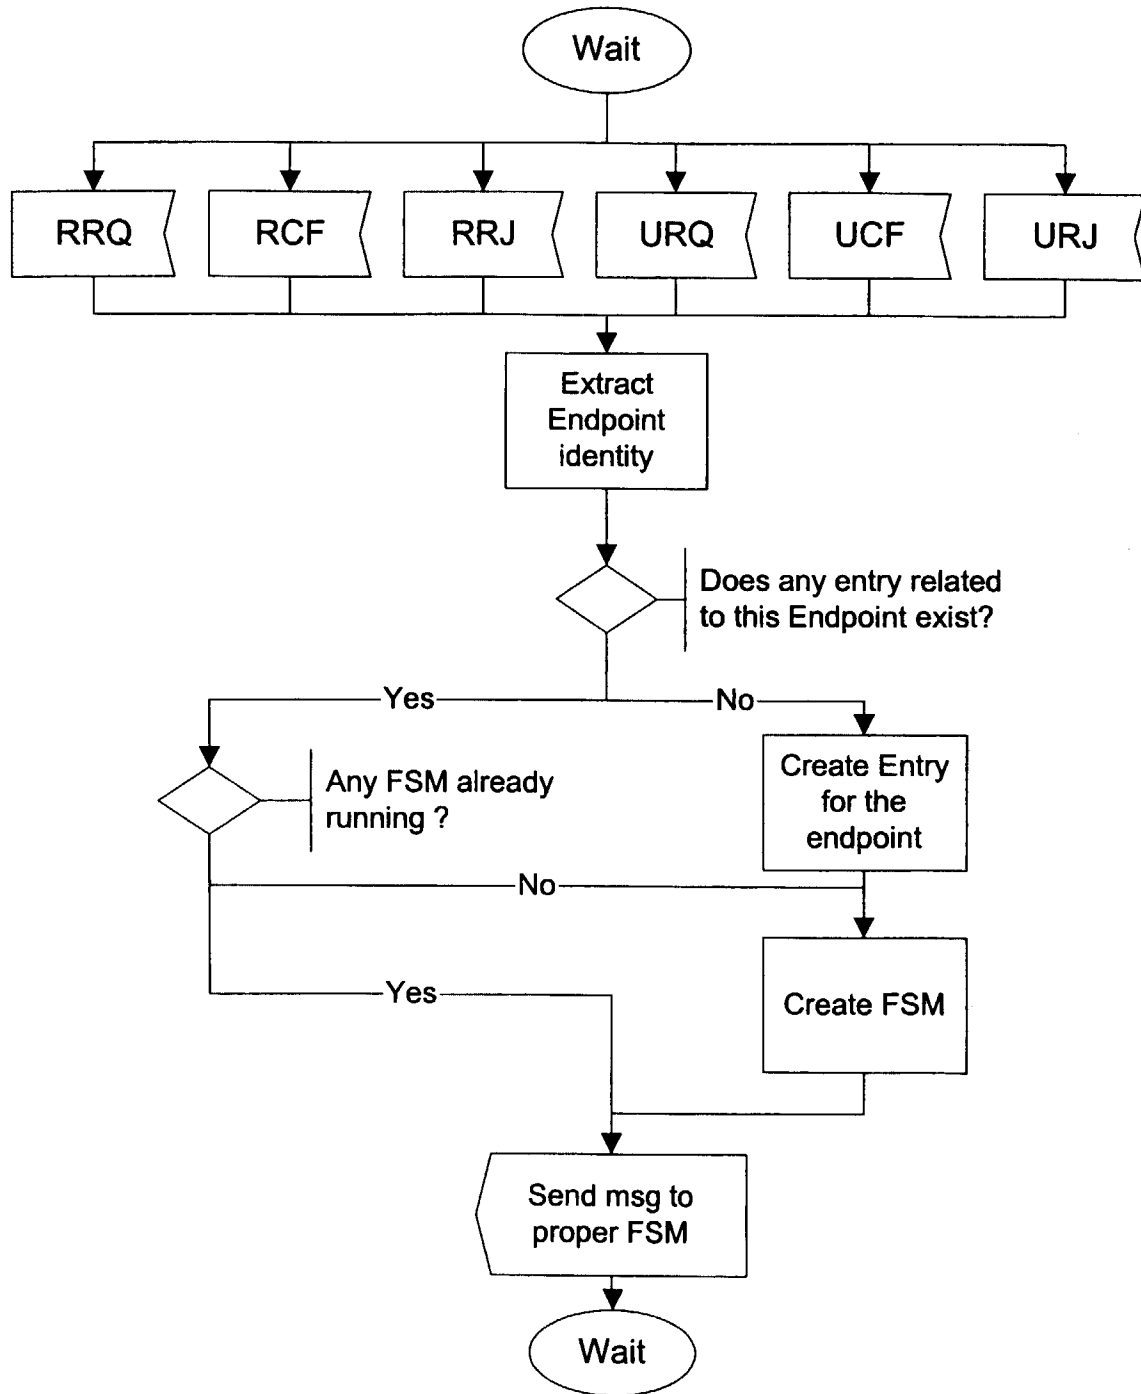 Wait
RRQ
RCF
RRJ
URQ
UCF
URJ
Extract
Endpoint
identity
Does any entry related
to this Endpoint exist?
Yes
No
Any FSM already
running ?
Create Entry
for the
endpoint
No
Yes
Create FSM
Send msg to
proper FSM
Wait